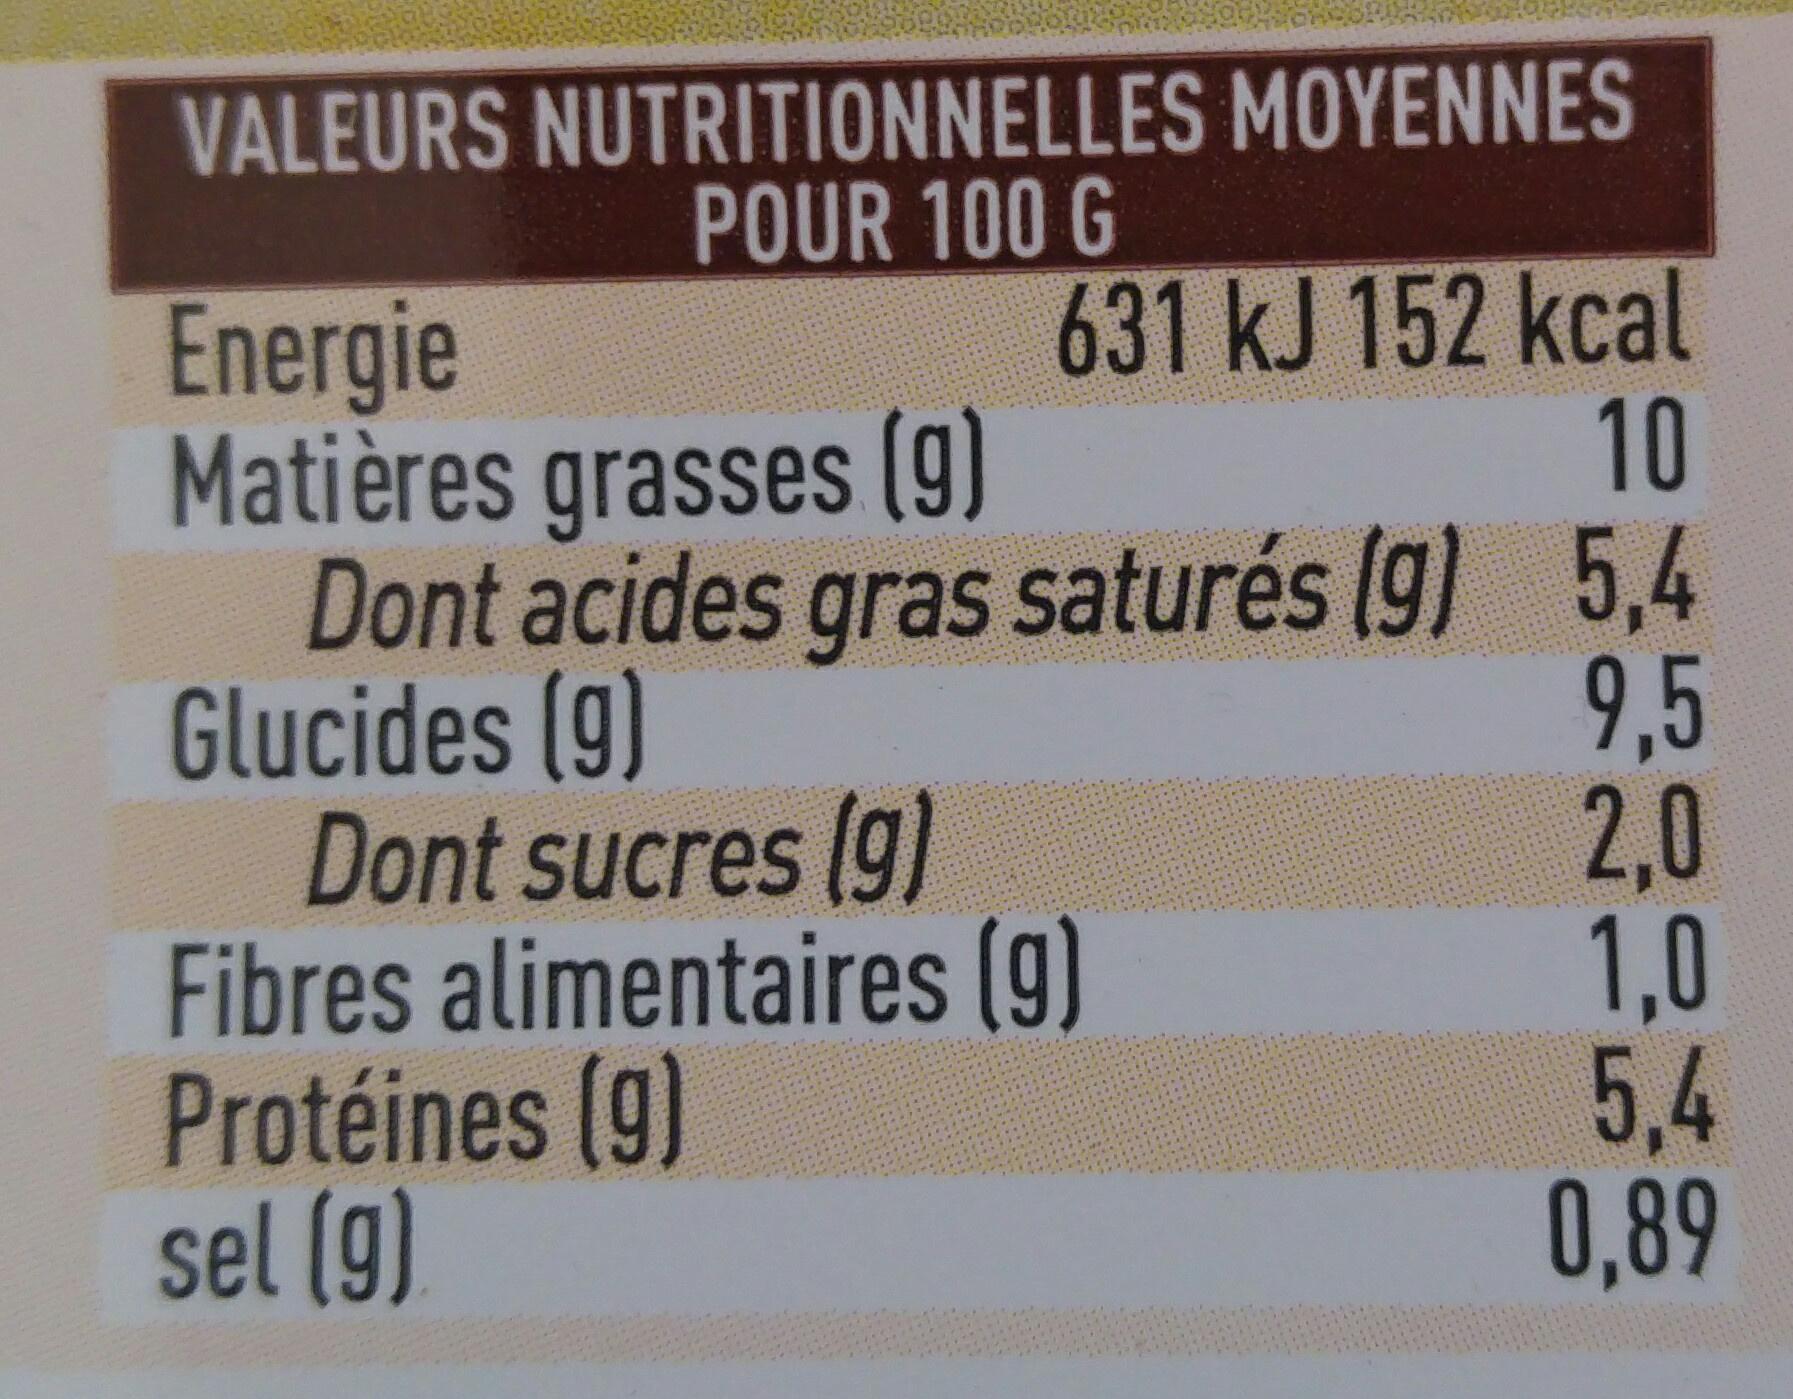 VALEURS NUTRITIONNELLES MOYENNES
POUR 100 G
Energie 631 kJ 152 kcal
Matières grasses (g) 10
Dont acides gras saturés (g) 5,4
Glucides (g) 9,5
Dont sucres (g) 2,0
Fibres alimentaires (g) 1,0
Protéines (g) 5,4
sel (g) 0,89